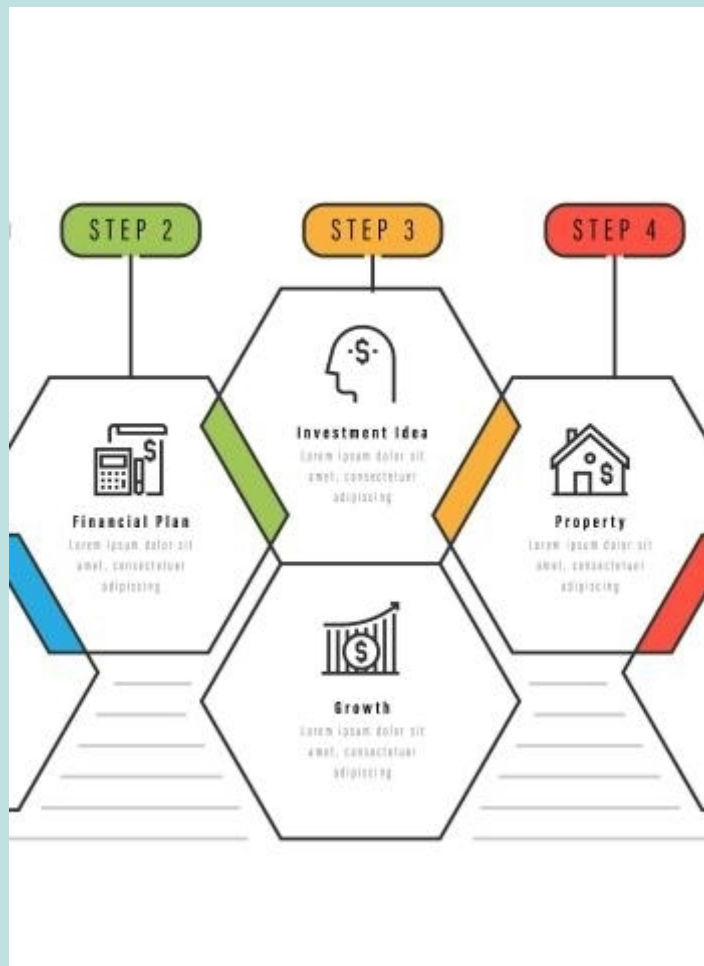 STEP 2
STEP 3
STEP 4
Investment Idea
Lorem ipsum dolor sit
amet, consectetuer
adipiscing
Financial Plan
Lorem ipsum dolor sit
amet, consectetuer
adipiscing
Property
Lorem ipsum dolor sit
amet, consectetuer
adipiscing
Growth
Lorem ipsum dolor sit
amet, consectetuer
adipiscing